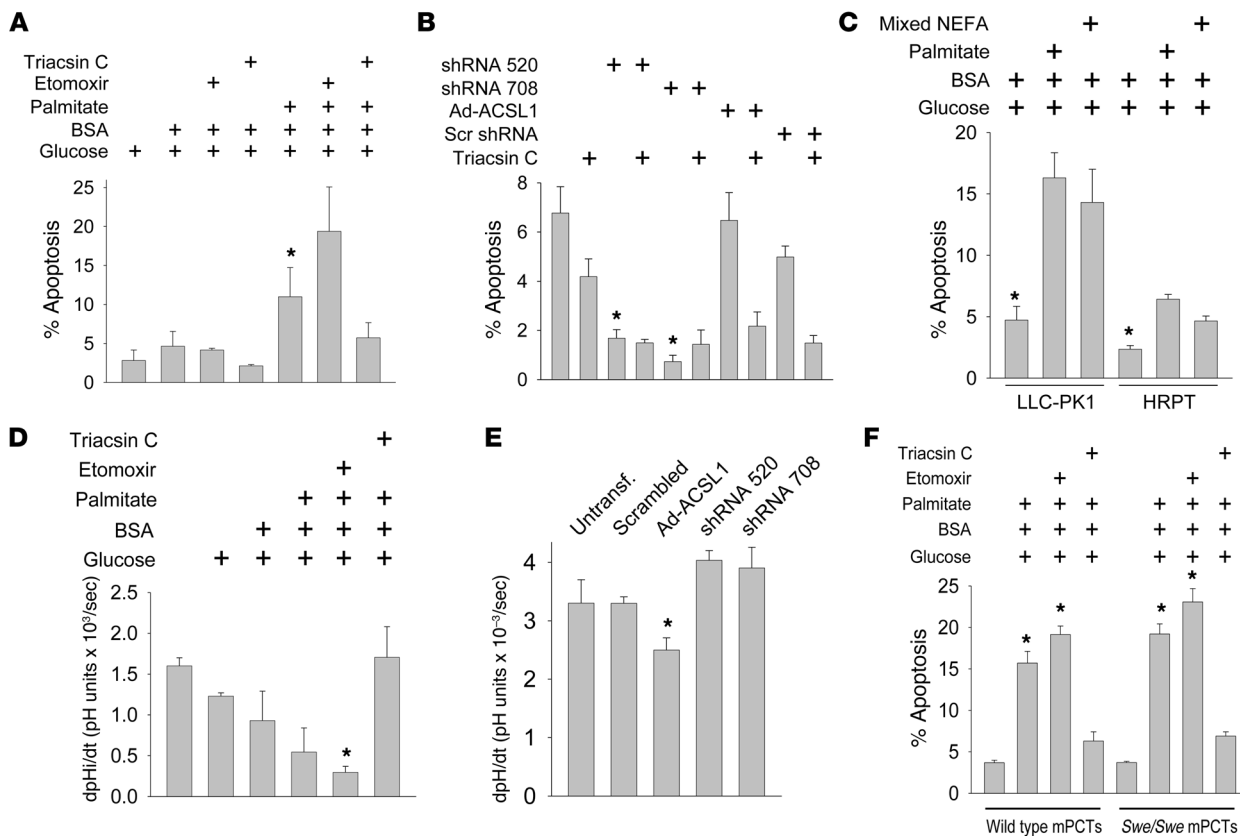 A
Triacsin C + +
Etomoxir + +
Palmitate + + +
BSA + + + + + +
Glucose + + + + + + +
% Apoptosis
25
20
15
10
5
0
*
B
shRNA 520 + +
shRNA 708 + +
Ad-ACSL1 + +
Scr shRNA + +
Triacsin C + + + + +
% Apoptosis
8
6
4
2
0
* *
C
Mixed NEFA + +
Palmitate + +
BSA + + + + + +
Glucose + + + + + +
% Apoptosis
20
15
10
5
0
* *
LLC-PK1 HRPT
D
Triacsin C +
Etomoxir +
Palmitate + + +
BSA + + + +
Glucose + + + + +
dpHi/dt (pH units x 10³/sec)
2.5
2.0
1.5
1.0
0.5
0.0
*
E
Untransf. Scrambled Ad-ACSL1 shRNA 520 shRNA 708
dpH/dt (pH units x 10⁻³/sec)
4
3
2
1
0
*
F
Triacsin C + +
Etomoxir + +
Palmitate + + + + + +
BSA + + + + + +
Glucose + + + + + +
% Apoptosis
25
20
15
10
5
0
* * * *
Wild type mPCTs Swe/Swe mPCTs